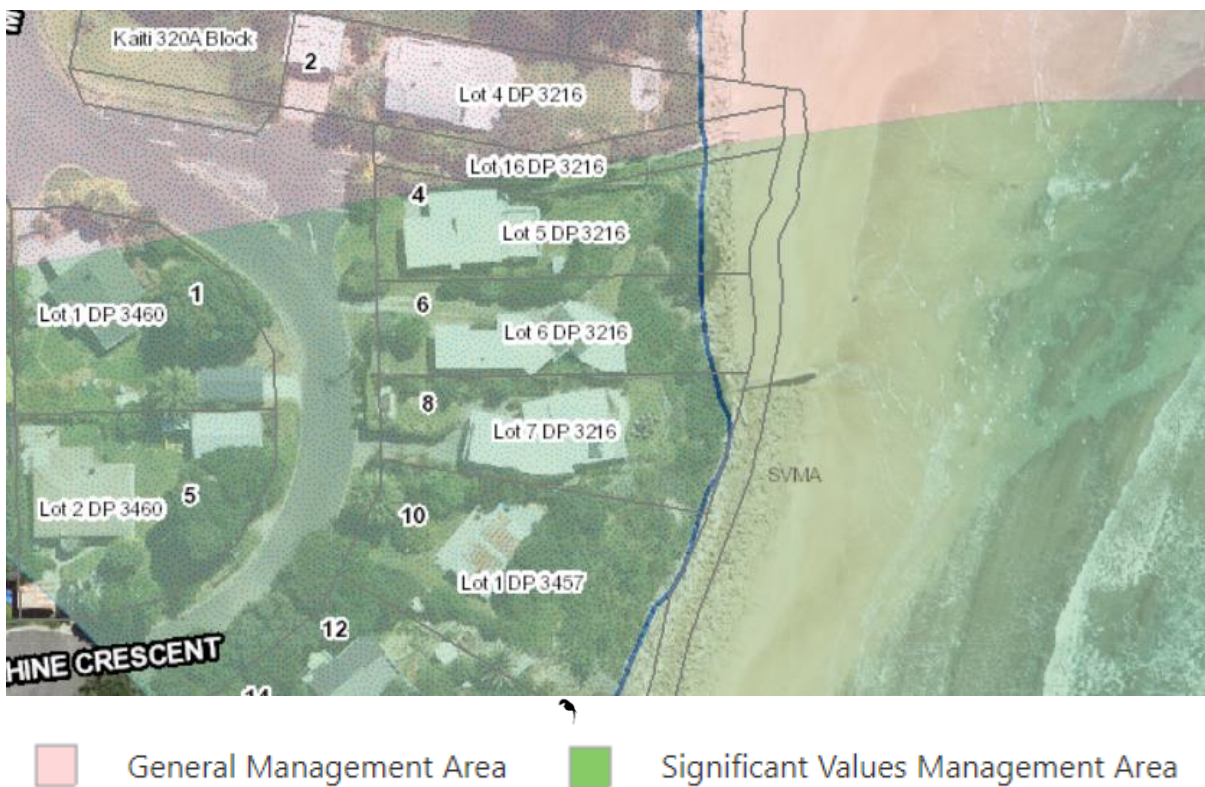 Kaiti 320A Block
2
Lot 4 DP 3216
Lot 16 DP 3216
4
Lot 5 DP 3216
1
6
Lot 1 DP 3460
Lot 6 DP 3216
8
Lot 7 DP 3216
SVMA
5
Lot 2 DP 3460
10
Lot 1 DP 3457
12
HINE CRESCENT
14
General Management Area
Significant Values Management Area